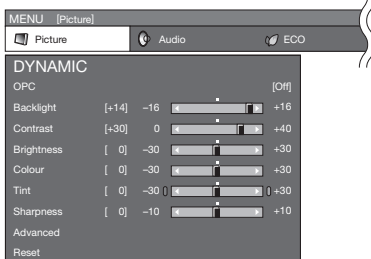 MENU [Picture]
Picture Audio ECO
DYNAMIC
OPC [Off]
Backlight [+14] –16 +16
Contrast [+30] 0 +40
Brightness [ 0] –30 +30
Colour [ 0] –30 +30
Tint [ 0] –30 +30
Sharpness [ 0] –10 +10
Advanced
Reset